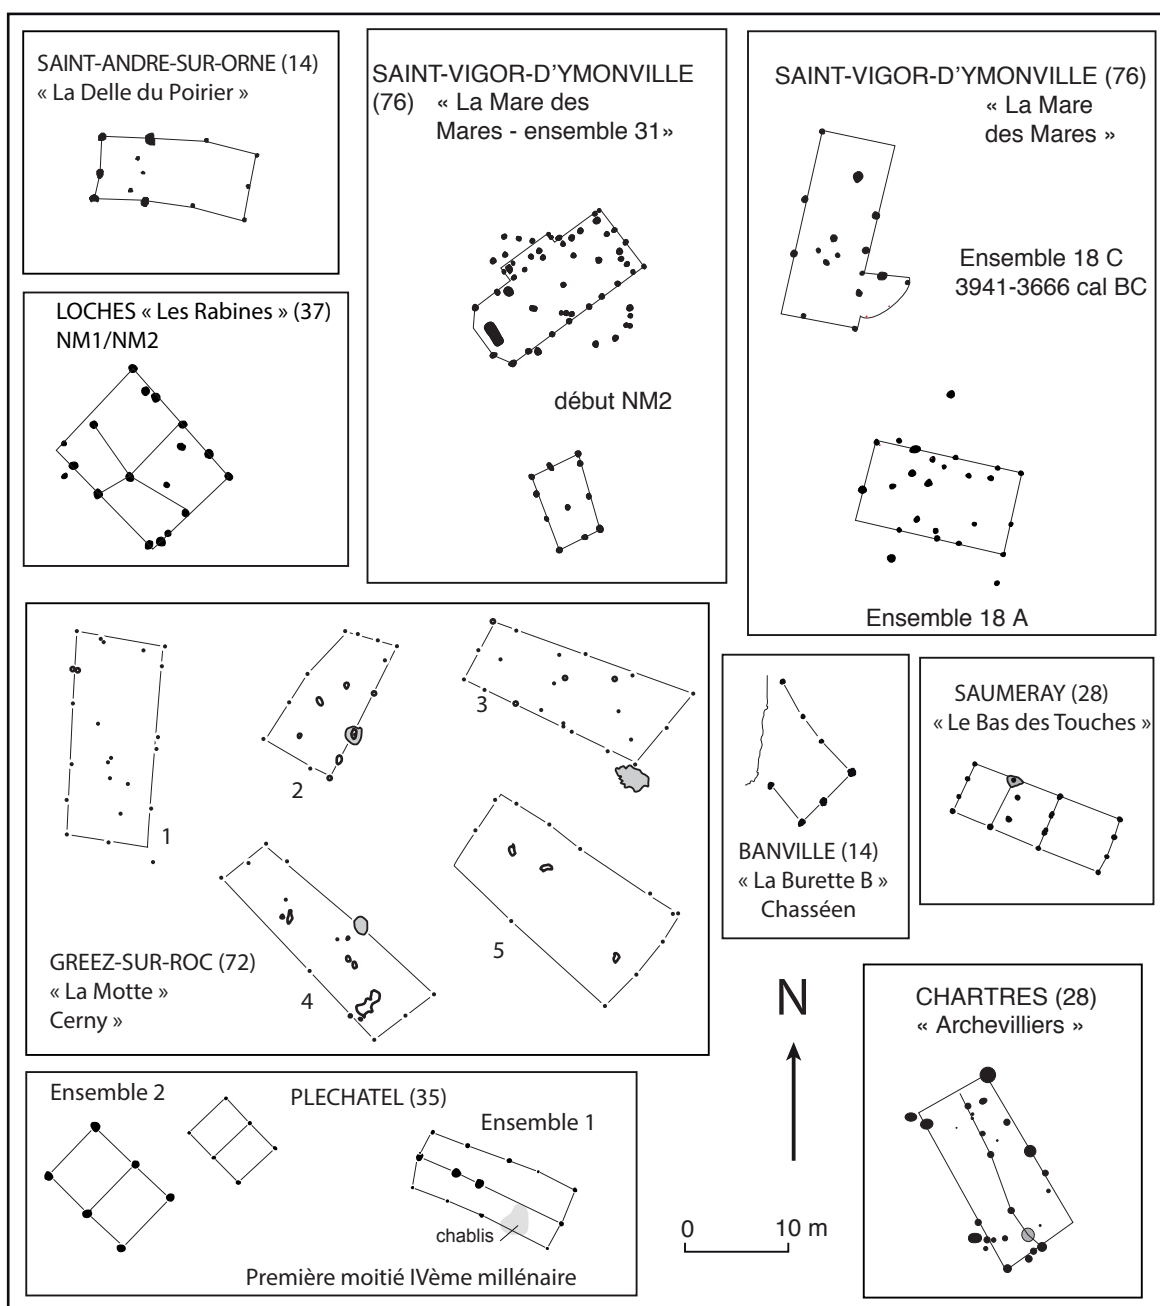 SAINT-ANDRE-SUR-ORNE (14)
« La Delle du Poirier »
SAINT-VIGOR-D'YMONVILLE
(76) « La Mare des
Mares - ensemble 31»
début NM2
SAINT-VIGOR-D'YMONVILLE (76)
« La Mare
des Mares »
Ensemble 18 C
3941-3666 cal BC
Ensemble 18 A
LOCHES « Les Rabines » (37)
NM1/NM2
1
2
3
4
5
GREEZ-SUR-ROC (72)
« La Motte »
Cerny »
BANVILLE (14)
« La Burette B »
Chasséen
SAUMERAY (28)
« Le Bas des Touches »
Ensemble 2
PLECHATEL (35)
Ensemble 1
chablis
Première moitié IVème millénaire
N
0 10 m
CHARTRES (28)
« Archevilliers »